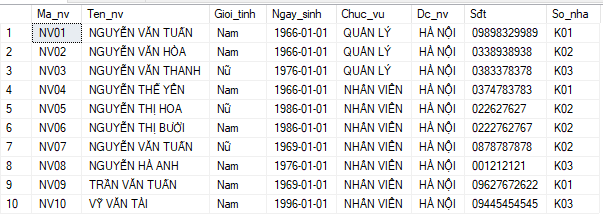 Ma_nv Ten_nv Gioi_tinh Ngay_sinh Chuc_vu Dc_nv Sđt So_nha
1 NV01 NGUYỄN VĂN TUẤN Nam 1966-01-01 QUẢN LÝ HÀ NỘI 09898329989 K01
2 NV02 NGUYỄN VĂN HÒA Nam 1966-01-01 QUẢN LÝ HÀ NỘI 0338938938 K02
3 NV03 NGUYỄN VĂN THANH Nữ 1976-01-01 QUẢN LÝ HÀ NỘI 0383378378 K03
4 NV04 NGUYỄN THẾ YÊN Nam 1966-01-01 NHÂN VIÊN HÀ NỘI 0374783783 K01
5 NV05 NGUYỄN THỊ HOA Nữ 1986-01-01 NHÂN VIÊN HÀ NỘI 022627627 K02
6 NV06 NGUYỄN THỊ BƯỞI Nam 1986-01-01 NHÂN VIÊN HÀ NỘI 0222762767 K02
7 NV07 NGUYỄN VĂN TUẤN Nữ 1969-01-01 NHÂN VIÊN HÀ NỘI 0878787878 K02
8 NV08 NGUYỄN HÀ ANH Nam 1976-01-01 NHÂN VIÊN HÀ NỘI 001212121 K03
9 NV09 TRẦN VĂN TUẤN Nam 1969-01-01 NHÂN VIÊN HÀ NỘI 09627672622 K01
10 NV10 VỸ VĂN TÀI Nam 1996-01-01 NHÂN VIÊN HÀ NỘI 09445454545 K03